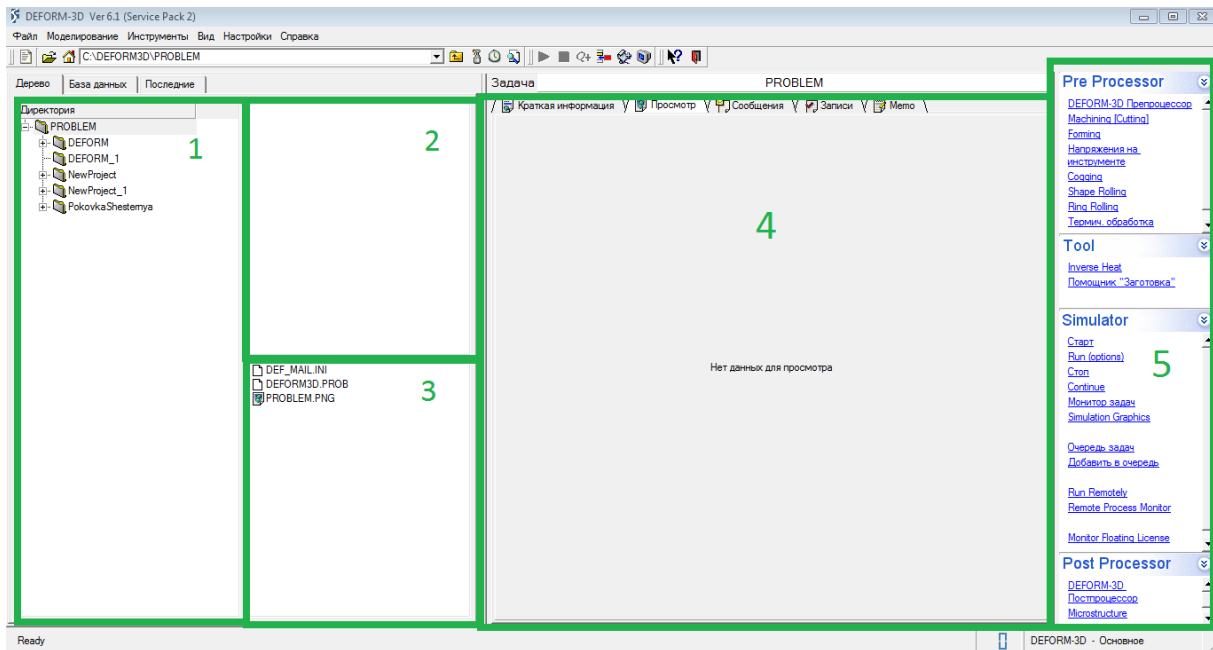 DEFORM-3D Ver 6.1 (Service Pack 2)
Файл Моделирование Инструменты Вид Настройки Справка
C:\DEFORM3D\PROBLEM
Дерево База данных Последние
Директория
PROBLEM
DEFORM
DEFORM_1
NewProject
NewProject_1
PokovkaShesternya
1
2
DEF_MAIL.INI
DEFORM3D.PROB
PROBLEM.PNG
3
Задача PROBLEM
Краткая информация Просмотр Сообщения Записи Memo
4
Нет данных для просмотра
Pre Processor
DEFORM-3D Препроцессор
Machining [Cutting]
Forming
Напряжения на
инструменте
Cogging
Shape Rolling
Ring Rolling
Термич. обработка
Tool
Inverse Heat
Помощник "Заготовка"
Simulator
Старт
Run (options)
Стоп
Continue
Монитор задач
Simulation Graphics
5
Очередь задач
Добавить в очередь
Run Remotely
Remote Process Monitor
Monitor Floating License
Post Processor
DEFORM-3D
Постпроцессор
Microstructure
Ready
DEFORM-3D - Основное